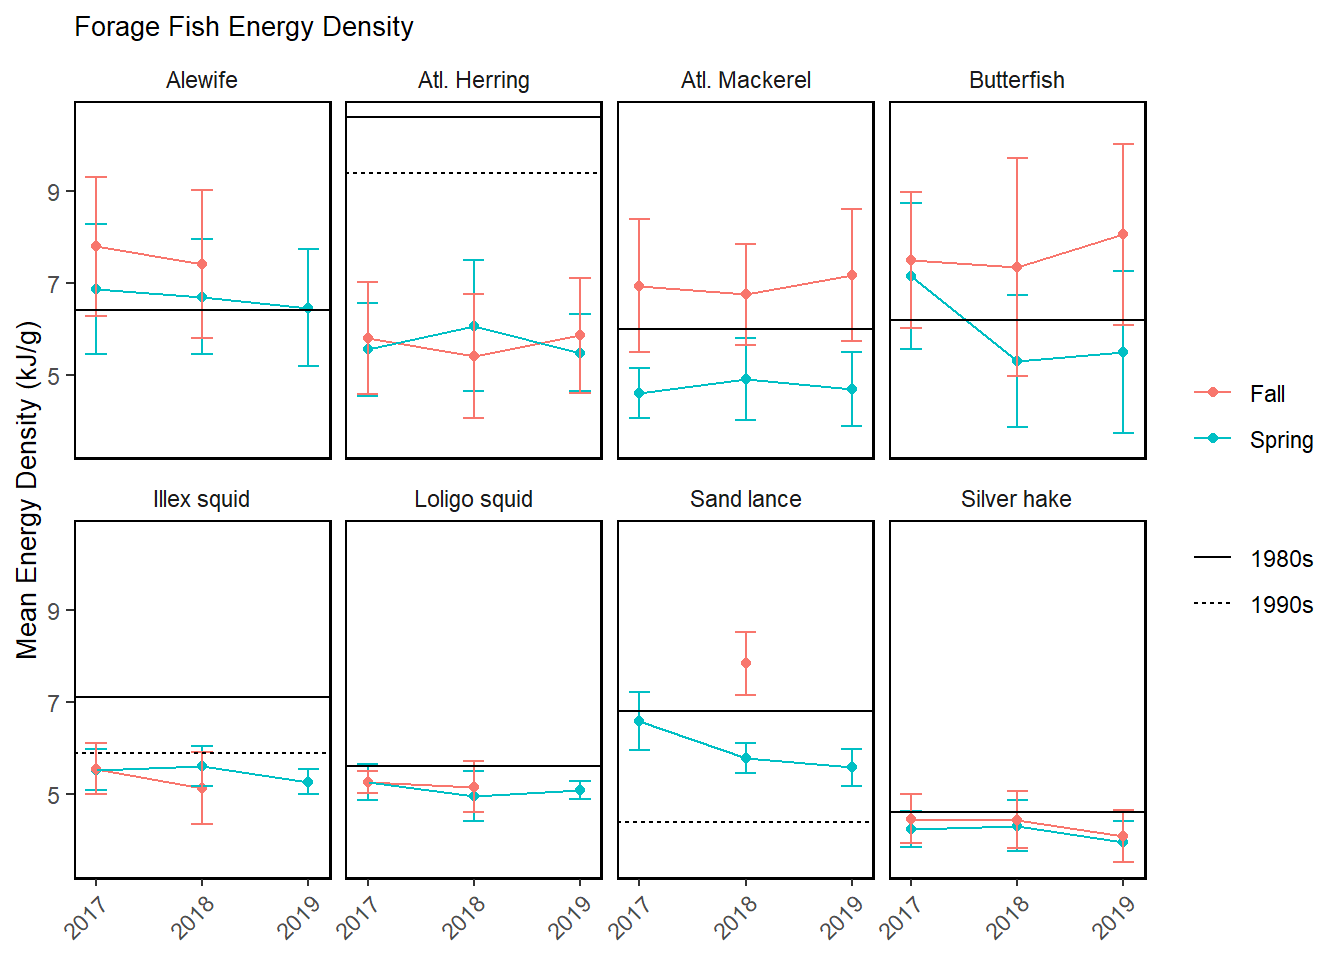 Forage Fish Energy Density
Alewife
Atl. Herring
Atl. Mackerel
Butterfish
9
7
5
Mean Energy Density (kJ/g)
Fall
Spring
Illex squid
Loligo squid
Sand lance
Silver hake
1980s
1990s
9
7
5
2017
2018
2019
2017
2018
2019
2017
2018
2019
2017
2018
2019